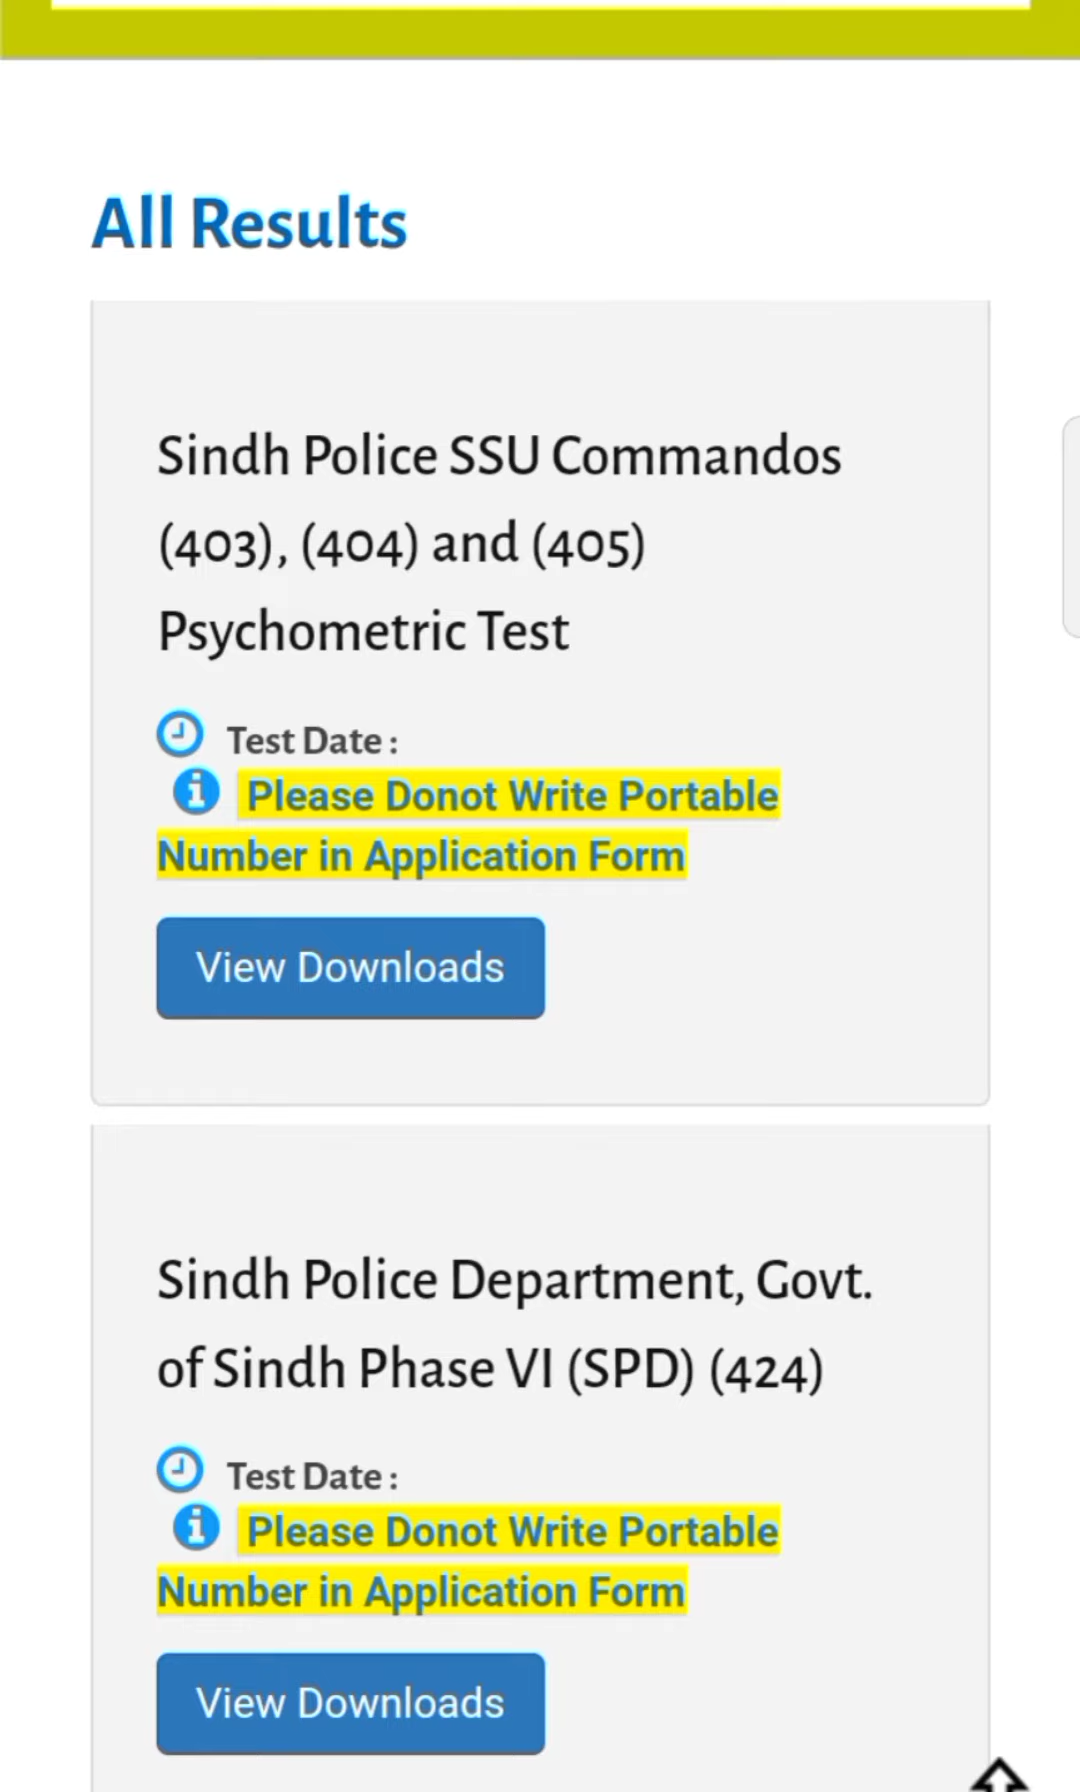 All Results
Sindh Police SSU Commandos
(403), (404) and (405)
Psychometric Test
Test Date :
Please Donot Write Portable
Number in Application Form
View Downloads
Sindh Police Department, Govt.
of Sindh Phase VI (SPD) (424)
Test Date :
Please Donot Write Portable
Number in Application Form
View Downloads